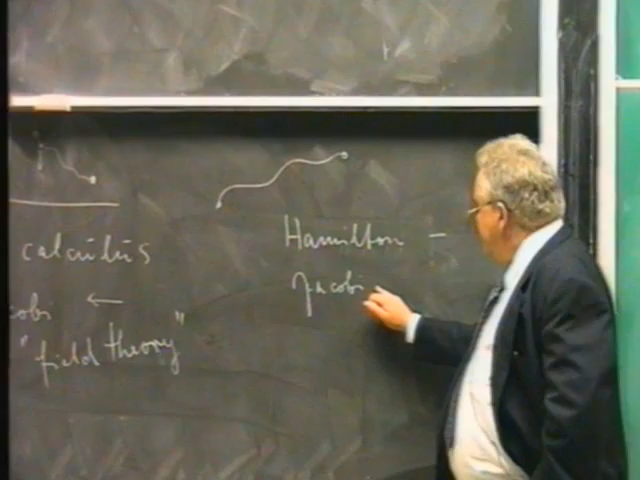 calculus
obi ←
"field theory"
Hamilton -
Jacobi